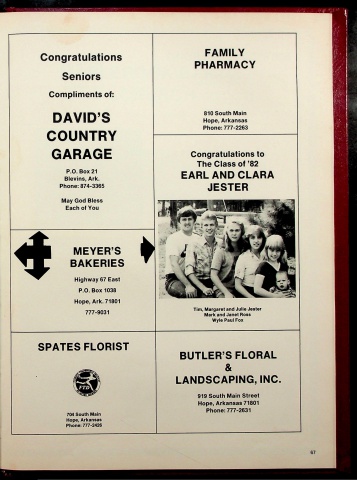 Congratulations
Seniors
Compliments of:
DAVID'S
COUNTRY
GARAGE
P.O. Box 21
Blevins, Ark.
Phone: 874-3365
May God Bless
Each of You
FAMILY
PHARMACY
810 South Main
Hope, Arkansas
Phone: 777-2263
Congratulations to
The Class of '82
EARL AND CLARA
JESTER
Tim, Margaret and Julie Jester
Mark and Janet Ross
Wyle Paul Fox
MEYER'S
BAKERIES
Highway 67 East
P.O. Box 1038
Hope, Ark. 71801
777-9031
SPATES FLORIST
FTD
704 South Main
Hope, Arkansas
Phone: 777-2426
BUTLER'S FLORAL
&
LANDSCAPING, INC.
919 South Main Street
Hope, Arkansas 71801
Phone: 777-2631
67